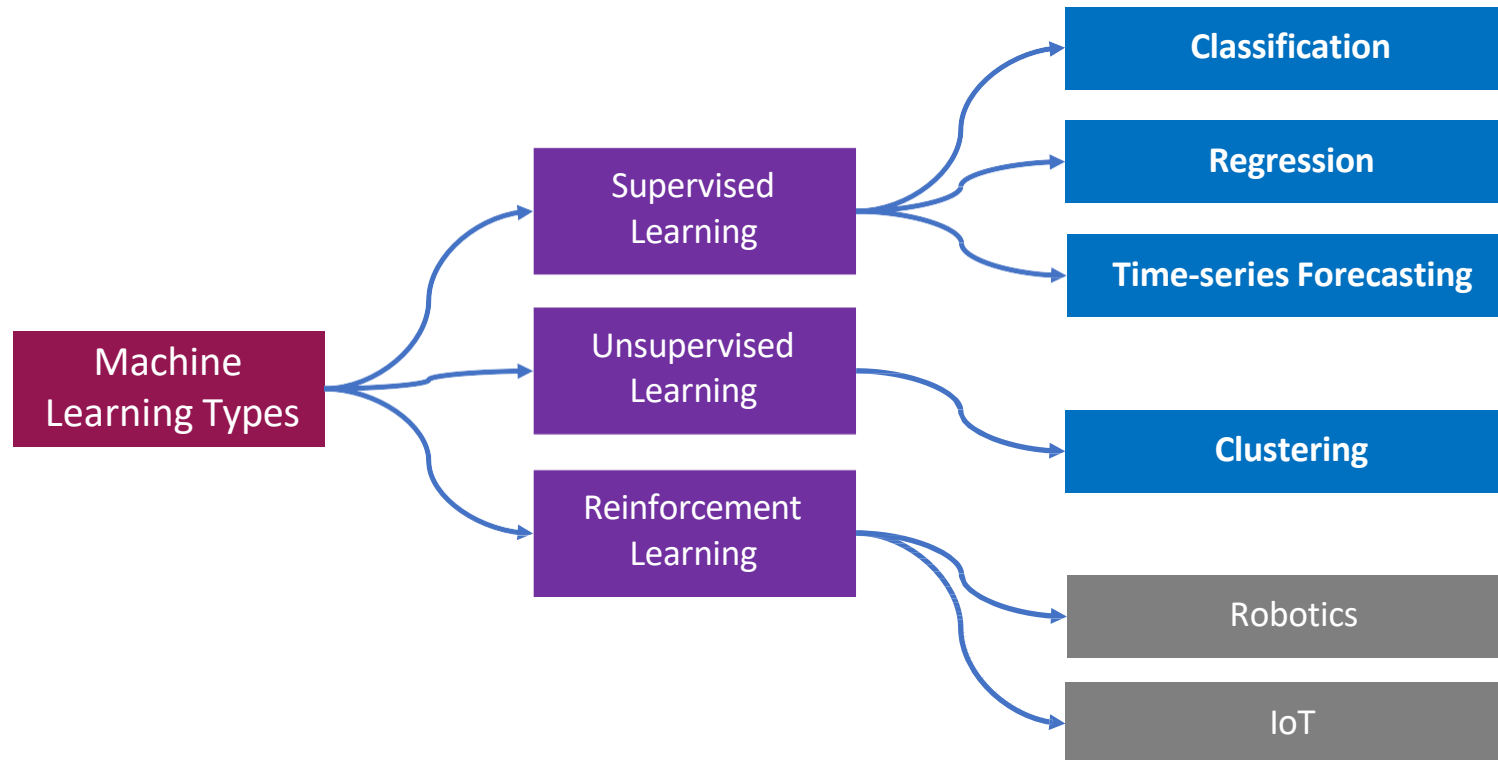 Machine
Learning Types
Supervised
Learning
Unsupervised
Learning
Reinforcement
Learning
Classification
Regression
Time-series Forecasting
Clustering
Robotics
IoT